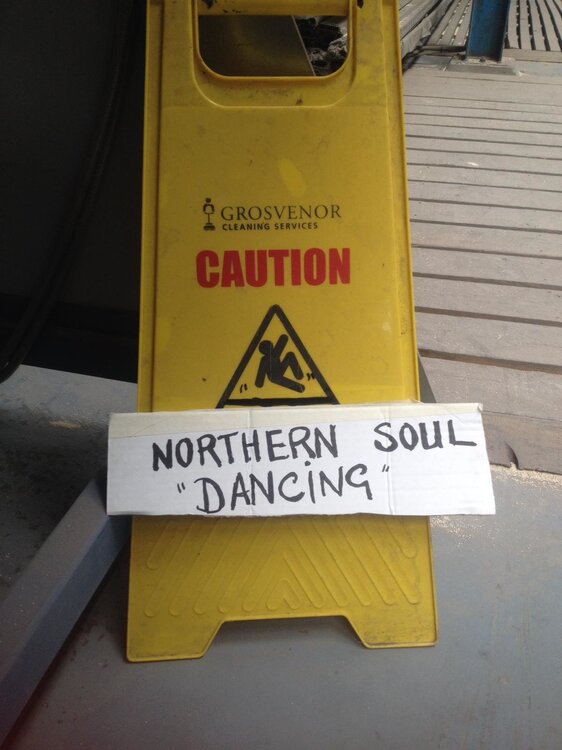 GROSVENOR
CLEANING SERVICES
CAUTION
NORTHERN SOUL
"DANCiNG"